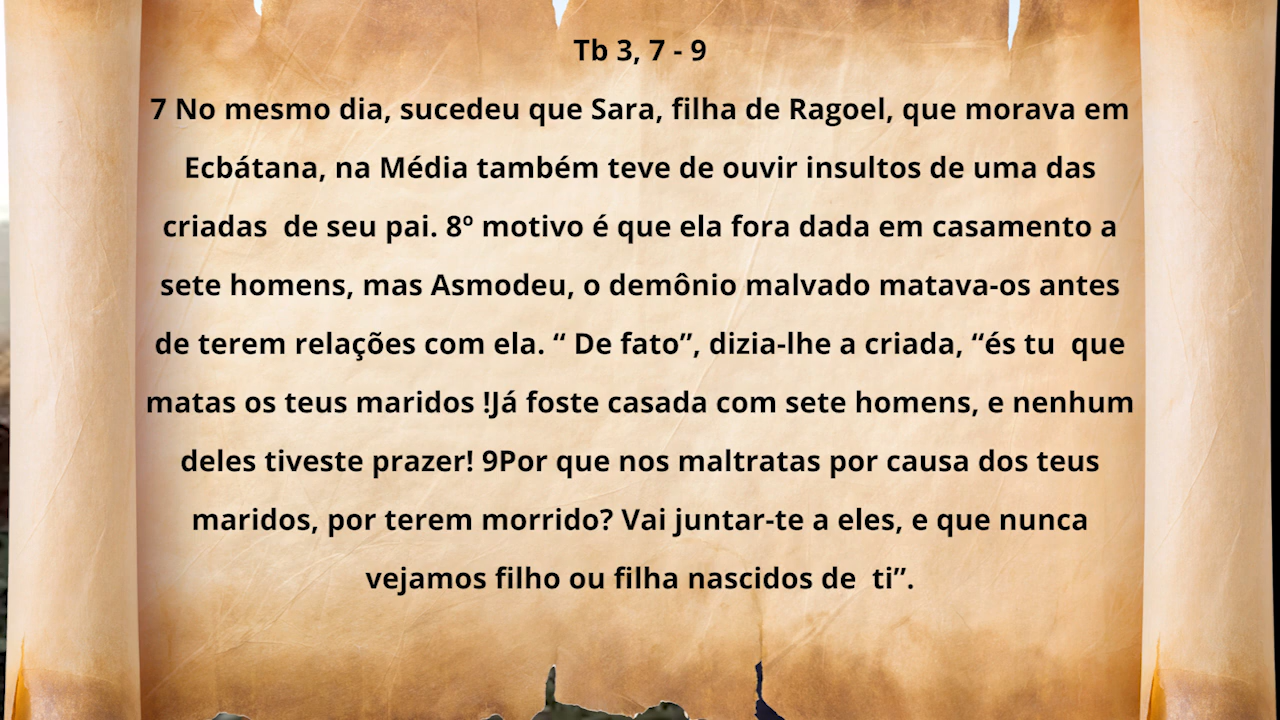 Tb 3, 7 - 9
7 No mesmo dia, sucedeu que Sara, filha de Ragoel, que morava em
Ecbátana, na Média também teve de ouvir insultos de uma das
criadas  de seu pai. 8º motivo é que ela fora dada em casamento a
sete homens, mas Asmodeu, o demônio malvado matava-os antes
de terem relações com ela. “ De fato”, dizia-lhe a criada, “és tu  que
matas os teus maridos !Já foste casada com sete homens, e nenhum
deles tiveste prazer! 9Por que nos maltratas por causa dos teus
maridos, por terem morrido? Vai juntar-te a eles, e que nunca
vejamos filho ou filha nascidos de  ti”.